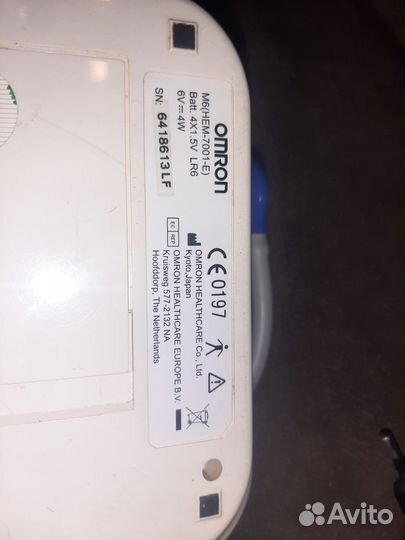 OMRON
M6(HEM-7001-E)
Batt. 4X1.5V LR6
6V⎓4W
SN: 6418613LF
CE0197
OMRON HEALTHCARE Co., Ltd.
Kyoto,Japan
EC REP
OMRON HEALTHCARE EUROPE B.V.
Kruisweg 577-2132 NA
Hoofddorp, The Netherlands
Avito